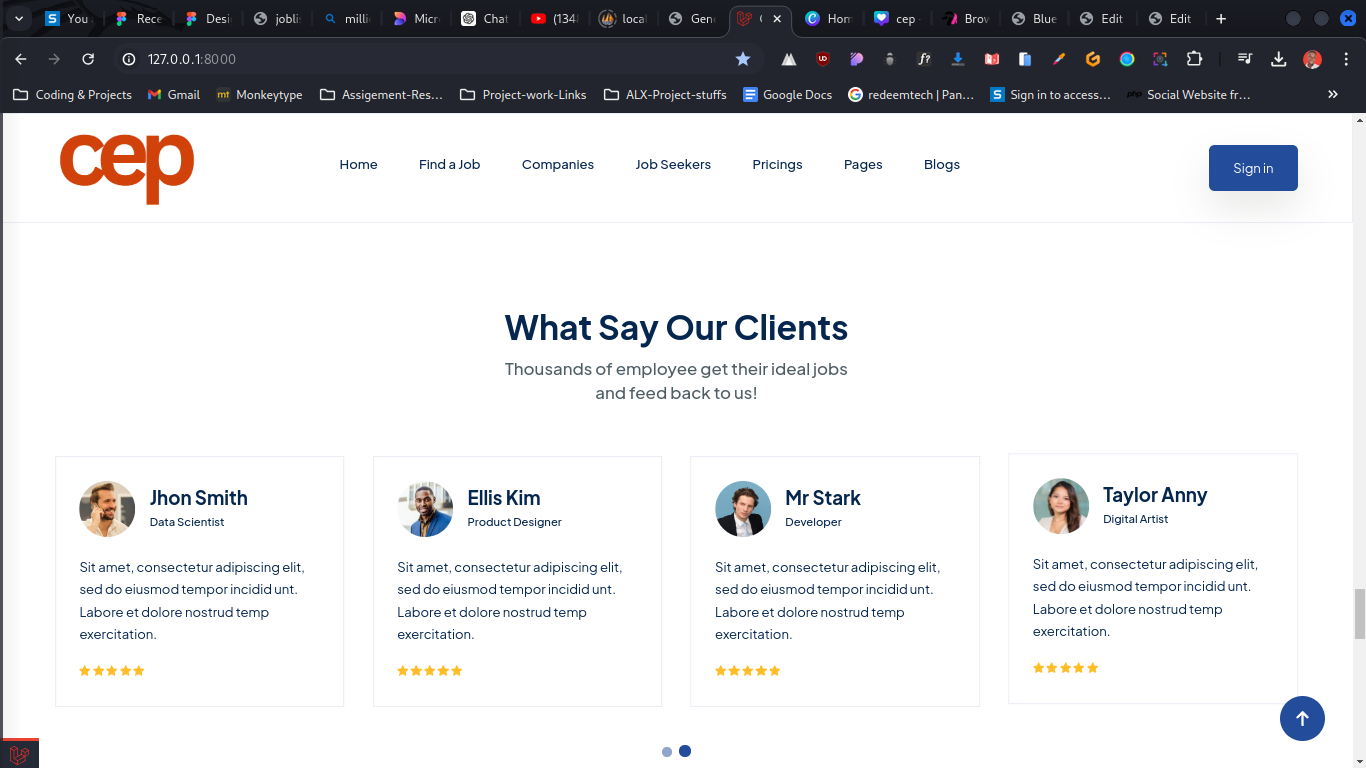 You
Rece
Desi
jobli
milli
Micr
Chat
(134)
local
Gene
Hom
cep -
Brow
Blue
Edit
Edit
127.0.0.1:8000
Coding & Projects
Gmail
mt Monkeytype
Assigement-Res...
Project-work-Links
ALX-Project-stuffs
Google Docs
redeemtech | Pan...
Sign in to access...
php Social Website fr...
cep
Home Find a Job Companies Job Seekers Pricings Pages Blogs
Sign in
What Say Our Clients
Thousands of employee get their ideal jobs
and feed back to us!
Jhon Smith
Data Scientist
Sit amet, consectetur adipiscing elit,
sed do eiusmod tempor incidid unt.
Labore et dolore nostrud temp
exercitation.
Ellis Kim
Product Designer
Sit amet, consectetur adipiscing elit,
sed do eiusmod tempor incidid unt.
Labore et dolore nostrud temp
exercitation.
Mr Stark
Developer
Sit amet, consectetur adipiscing elit,
sed do eiusmod tempor incidid unt.
Labore et dolore nostrud temp
exercitation.
Taylor Anny
Digital Artist
Sit amet, consectetur adipiscing elit,
sed do eiusmod tempor incidid unt.
Labore et dolore nostrud temp
exercitation.